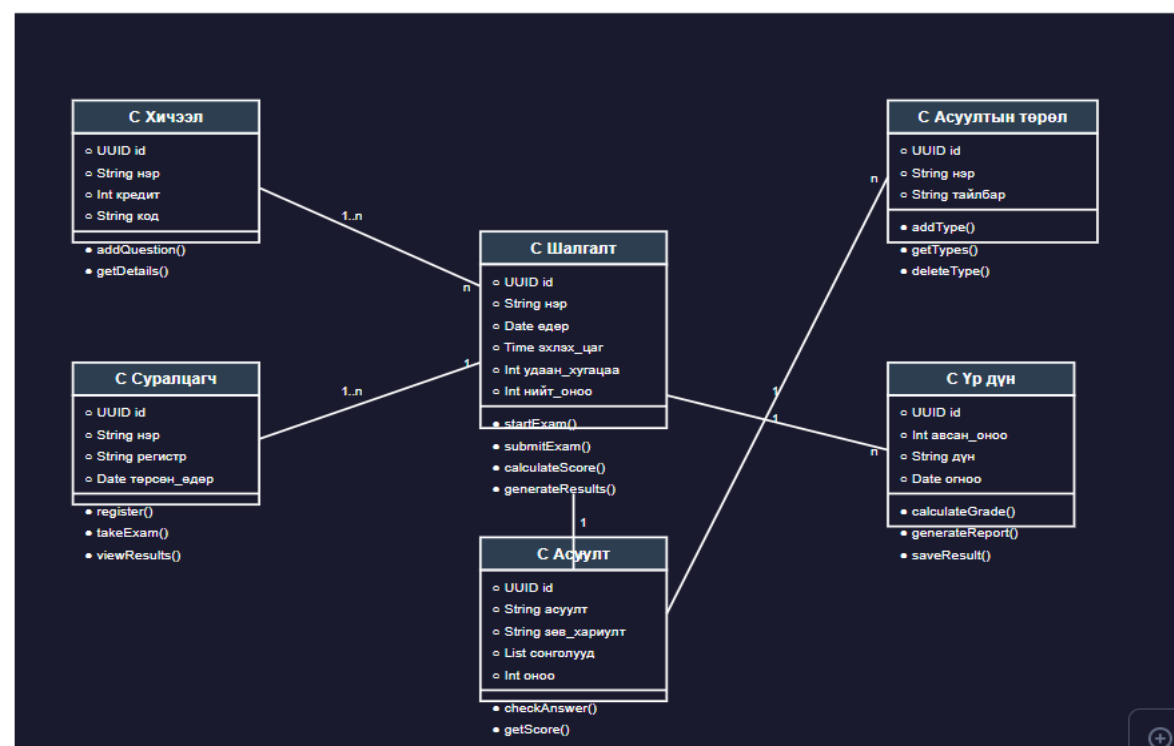 C Хичээл
○ UUID id
○ String нэр
○ Int кредит
○ String код
● addQuestion()
● getDetails()
1..n
n
C Суралцагч
○ UUID id
○ String нэр
○ String регистр
○ Date төрсөн_өдөр
● register()
● takeExam()
● viewResults()
1..n
1
C Шалгалт
○ UUID id
○ String нэр
○ Date өдөр
○ Time эхлэх_цаг
○ Int удаан_хугацаа
○ Int нийт_оноо
● startExam()
● submitExam()
● calculateScore()
● generateResults()
1
C Асуулт
○ UUID id
○ String асуулт
○ String зөв_хариулт
○ List сонголууд
○ Int оноо
● checkAnswer()
● getScore()
C Асуултын төрөл
○ UUID id
○ String нэр
○ String тайлбар
● addType()
● getTypes()
● deleteType()
n
1
1
n
C Үр дүн
○ UUID id
○ Int авсан_оноо
○ String дүн
○ Date огноо
● calculateGrade()
● generateReport()
● saveResult()